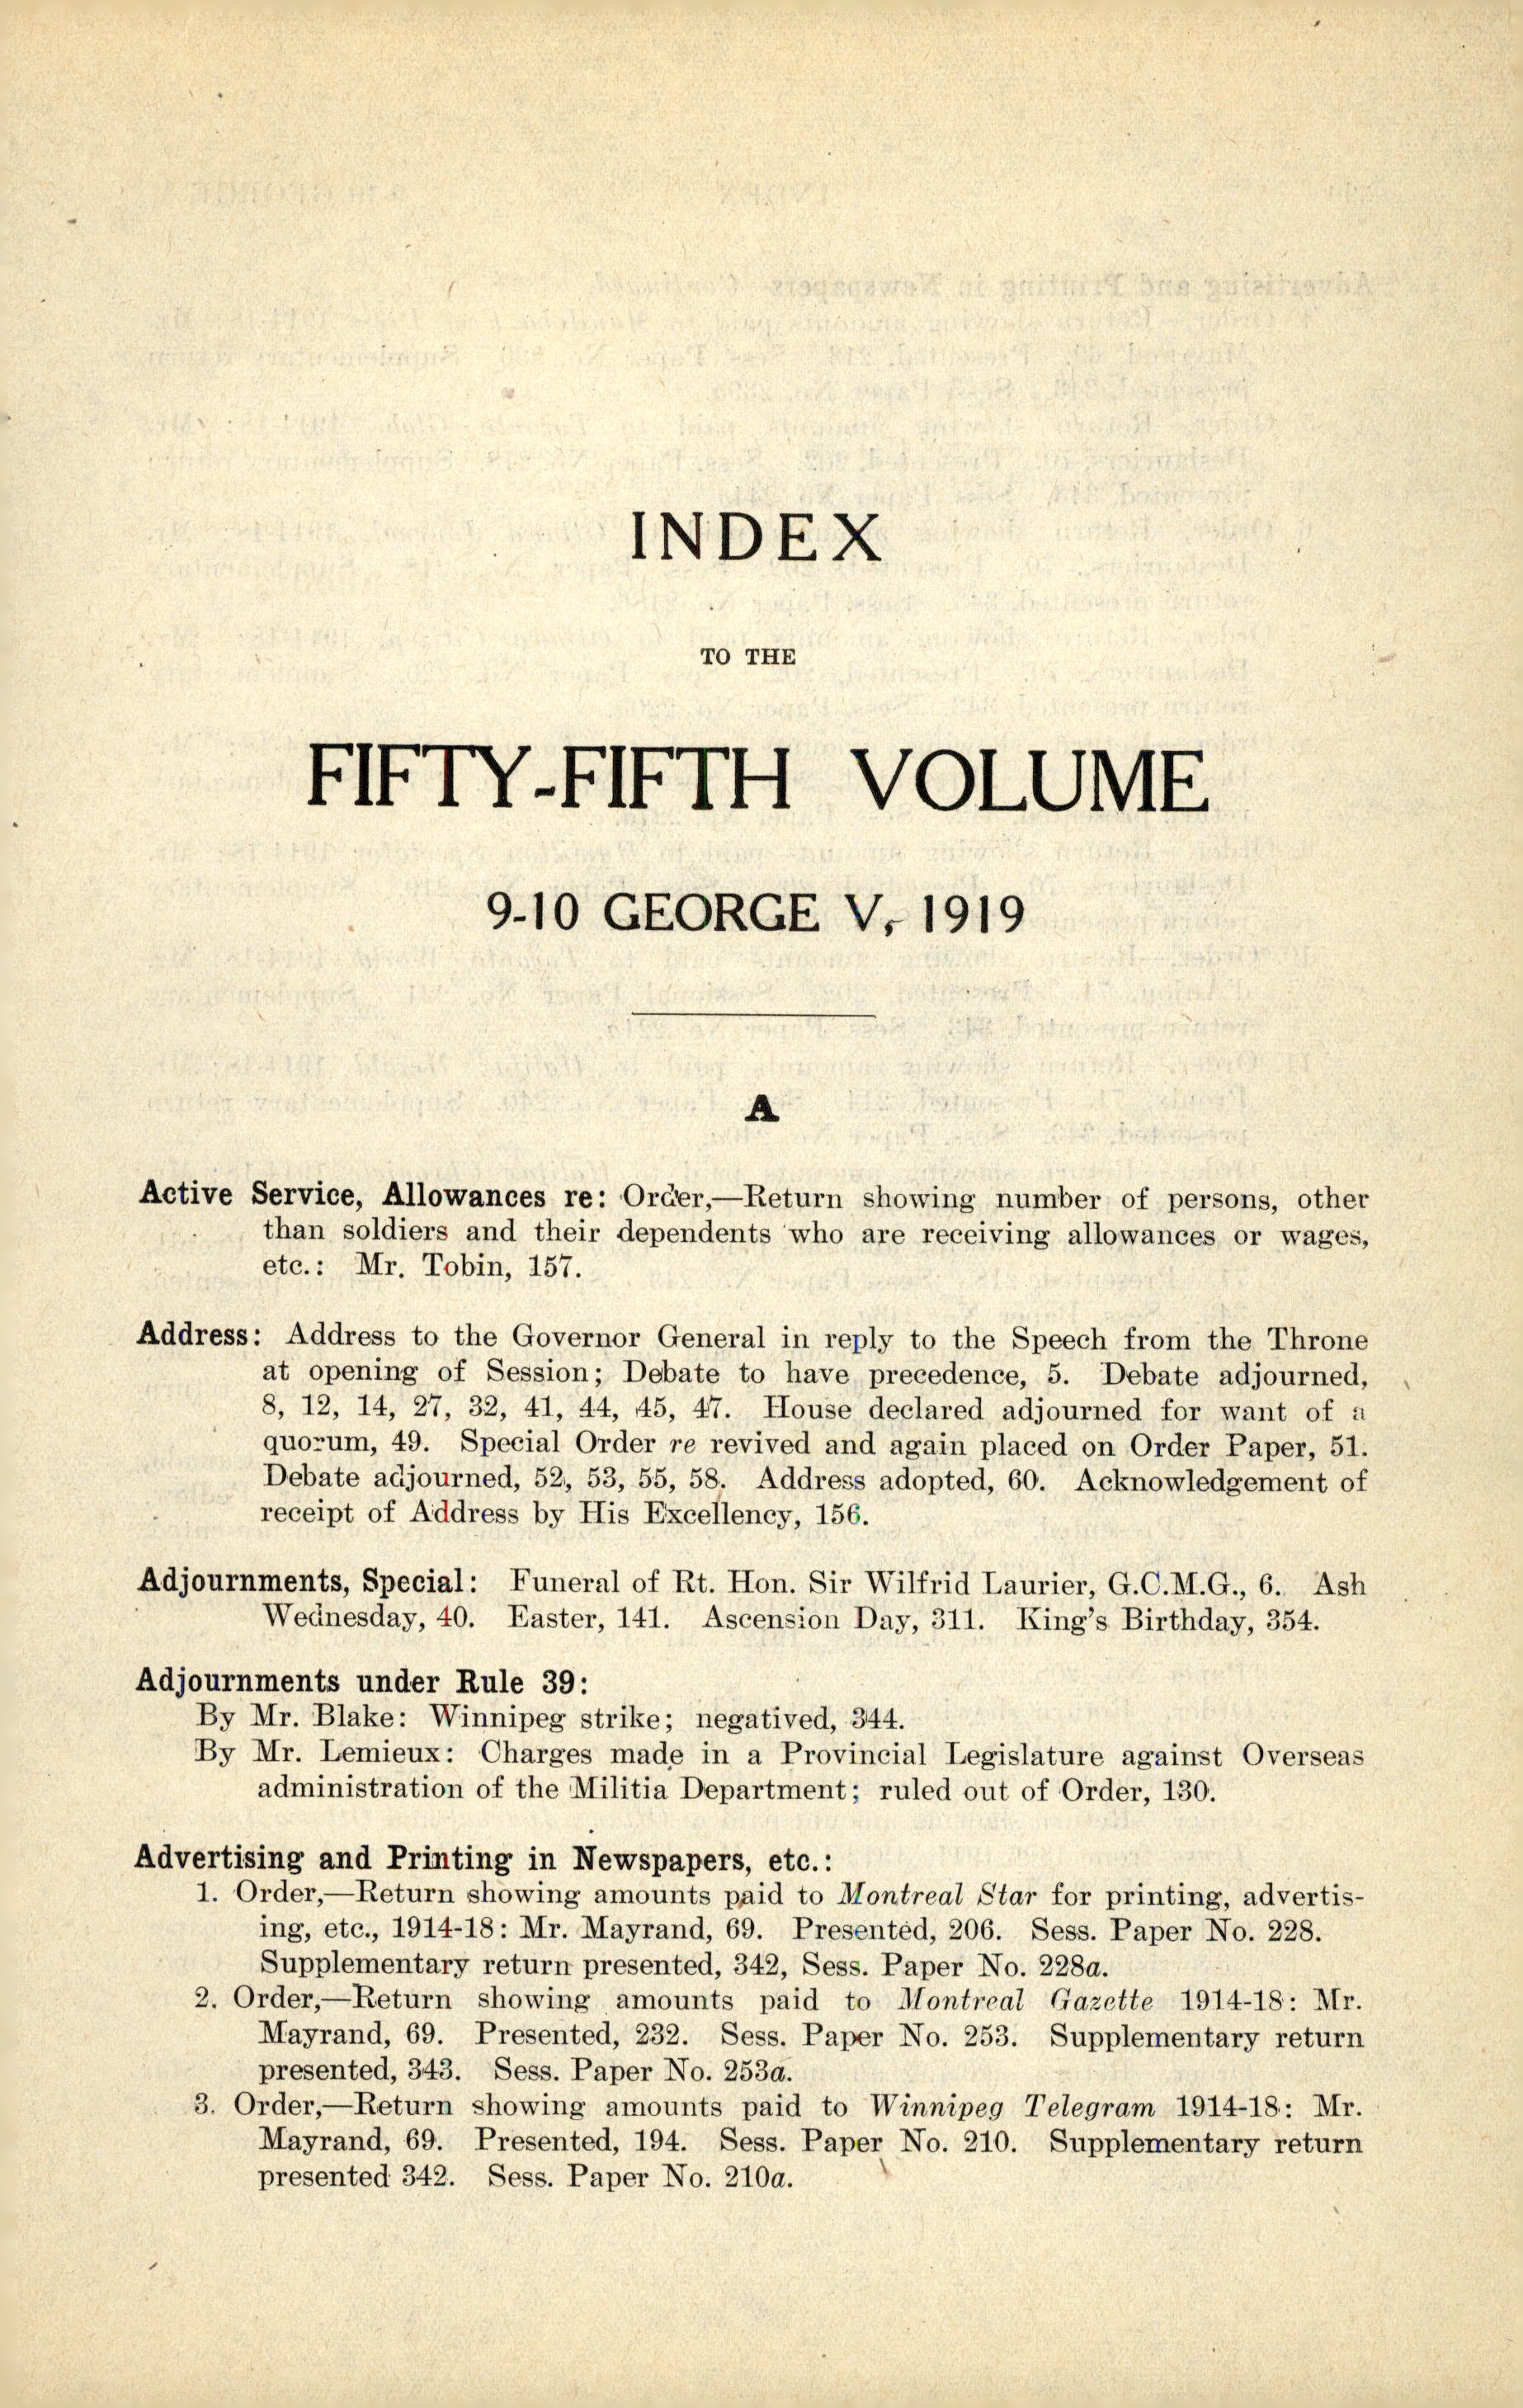 INDEX
TO THE
FIFTY-FIFTH VOLUME
9-10 GEORGE V, 1919
A
Active Service, Allowances re: Order,—Return showing number of persons, other
than soldiers and their dependents who are receiving allowances or wages,
etc.: Mr. Tobin, 157.
Address: Address to the Governor General in reply to the Speech from the Throne
at opening of Session; Debate to have precedence, 5. Debate adjourned,
8, 12, 14, 27, 32, 41, 44, 45, 47. House declared adjourned for want of a
quorum, 49. Special Order re revived and again placed on Order Paper, 51.
Debate adjourned, 52, 53, 55, 58. Address adopted, 60. Acknowledgement of
receipt of Address by His Excellency, 156.
Adjournments, Special: Funeral of Rt. Hon. Sir Wilfrid Laurier, G.C.M.G., 6. Ash
Wednesday, 40. Easter, 141. Ascension Day, 311. King's Birthday, 354.
Adjournments under Rule 39:
By Mr. Blake: Winnipeg strike; negatived, 344.
By Mr. Lemieux: Charges made in a Provincial Legislature against Overseas
administration of the Militia Department; ruled out of Order, 130.
Advertising and Printing in Newspapers, etc.:
1. Order,—Return showing amounts paid to Montreal Star for printing, advertis-
ing, etc., 1914-18: Mr. Mayrand, 69. Presented, 206. Sess. Paper No. 228.
Supplementary return presented, 342, Sess. Paper No. 228a.
2. Order,—Return showing amounts paid to Montreal Gazette 1914-18: Mr.
Mayrand, 69. Presented, 232. Sess. Paper No. 253. Supplementary return
presented, 343. Sess. Paper No. 253a.
3. Order,—Return showing amounts paid to Winnipeg Telegram 1914-18: Mr.
Mayrand, 69. Presented, 194. Sess. Paper No. 210. Supplementary return
presented 342. Sess. Paper No. 210a.